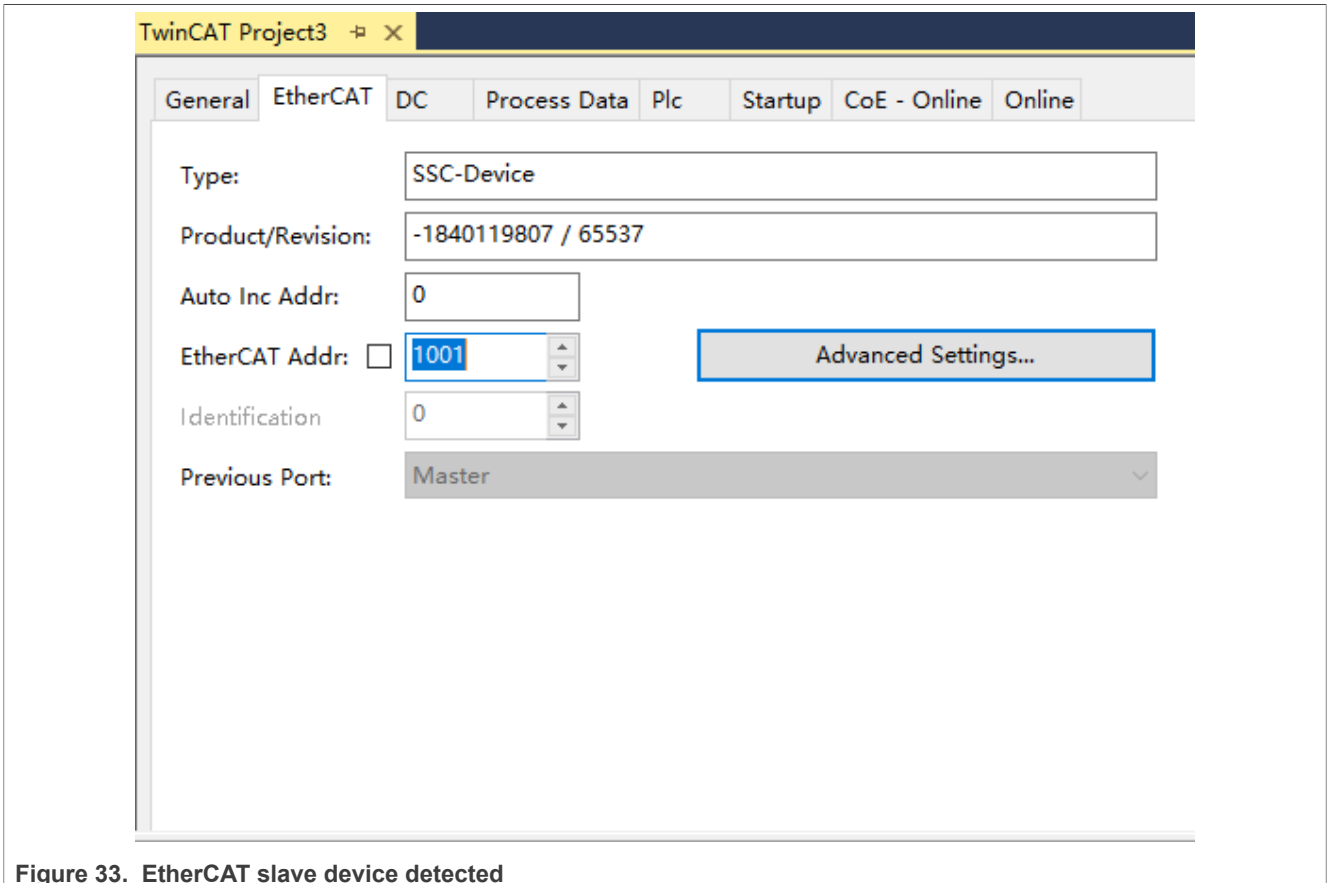 TwinCAT Project3
General EtherCAT DC Process Data Plc Startup CoE - Online Online
Type: SSC-Device
Product/Revision: -1840119807 / 65537
Auto Inc Addr: 0
EtherCAT Addr: 1001 Advanced Settings...
Identification 0
Previous Port: Master
Figure 33. EtherCAT slave device detected